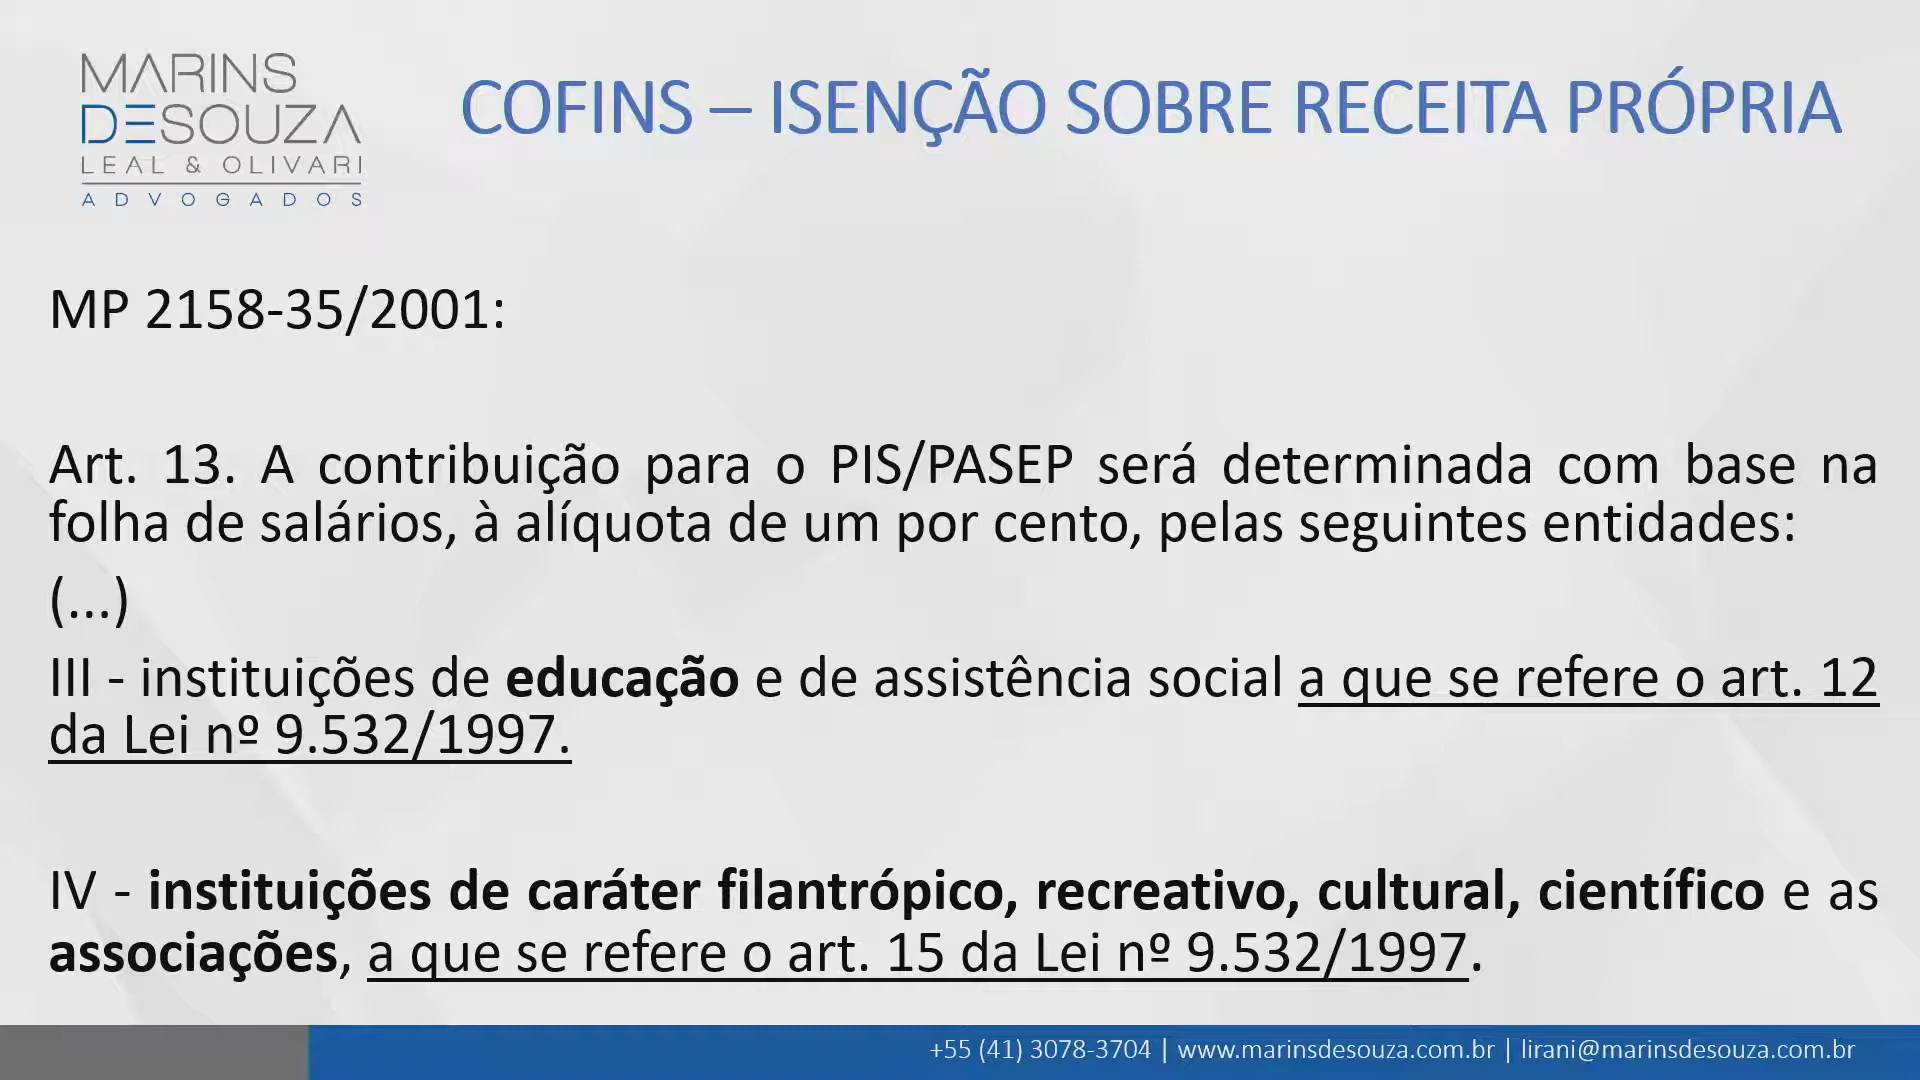 MARINS
DESOUZA
LEAL & OLIVARI
ADVOGADOS
COFINS – ISENÇÃO SOBRE RECEITA PRÓPRIA
MP 2158-35/2001:
Art. 13. A contribuição para o PIS/PASEP será determinada com base na
folha de salários, à alíquota de um por cento, pelas seguintes entidades:
(...)
III - instituições de educação e de assistência social a que se refere o art. 12
da Lei nº 9.532/1997.
IV - instituições de caráter filantrópico, recreativo, cultural, científico e as
associações, a que se refere o art. 15 da Lei nº 9.532/1997.
+55 (41) 3078-3704 | www.marinsdesouza.com.br | lirani@marinsdesouza.com.br